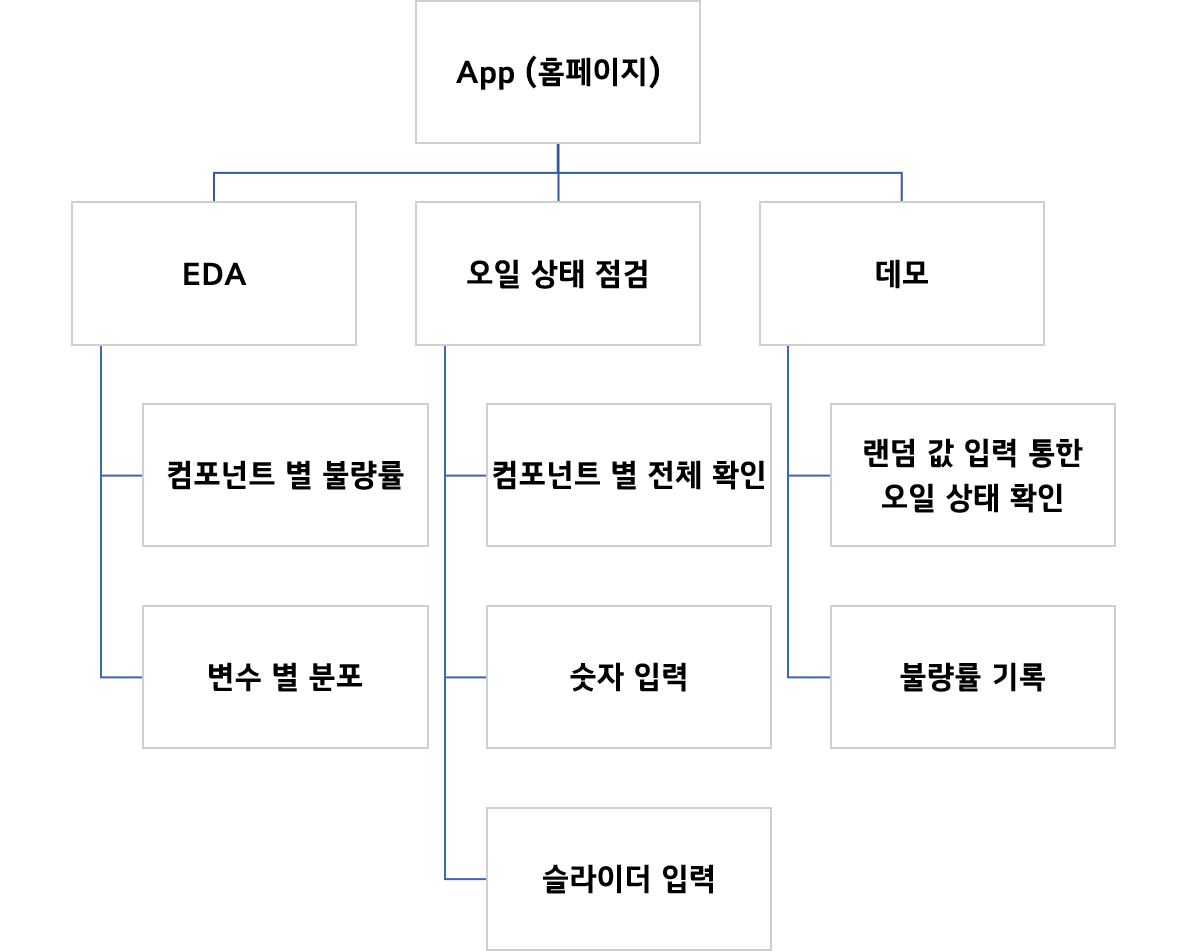 App (홈페이지)
EDA
오일 상태 점검
데모
컴포넌트 별 불량률
컴포넌트 별 전체 확인
랜덤 값 입력 통한
오일 상태 확인
변수 별 분포
숫자 입력
불량률 기록
슬라이더 입력